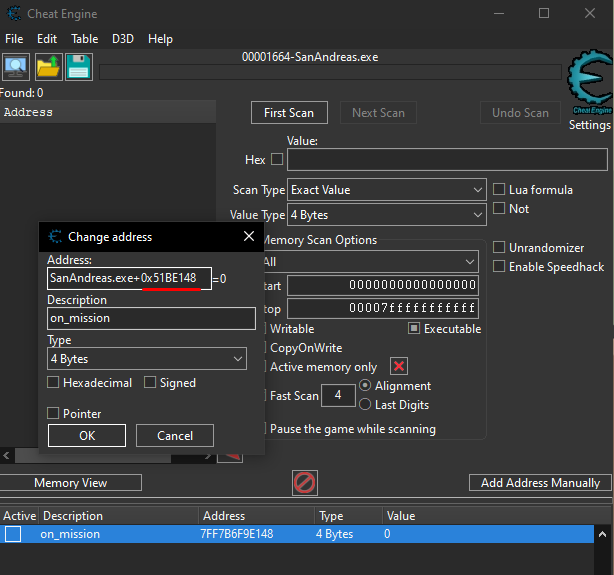 Cheat Engine
File Edit Table D3D Help
00001664-SanAndreas.exe
Found: 0
Address
First Scan Next Scan Undo Scan
Cheat Engine
Settings
Value:
Hex
Scan Type Exact Value
Lua formula
Value Type 4 Bytes
Not
Memory Scan Options
All
Unrandomizer
Enable Speedhack
0000000000000000
00007fffffffffff
Writable Executable
CopyOnWrite
Active memory only
Fast Scan 4 Alignment
Last Digits
Pause the game while scanning
Change address
Address:
SanAndreas.exe+0x51BE148 =0
Description
on_mission
Type
4 Bytes
Hexadecimal Signed
Pointer
OK Cancel
Memory View Add Address Manually
Active Description Address Type Value
on_mission 7FF7B6F9E148 4 Bytes 0